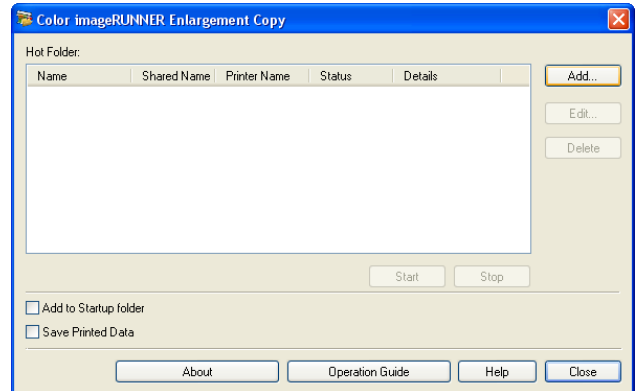 Color imageRUNNER Enlargement Copy
Hot Folder:
Name Shared Name Printer Name Status Details
Add...
Edit...
Delete
Start Stop
Add to Startup folder
Save Printed Data
About Operation Guide Help Close